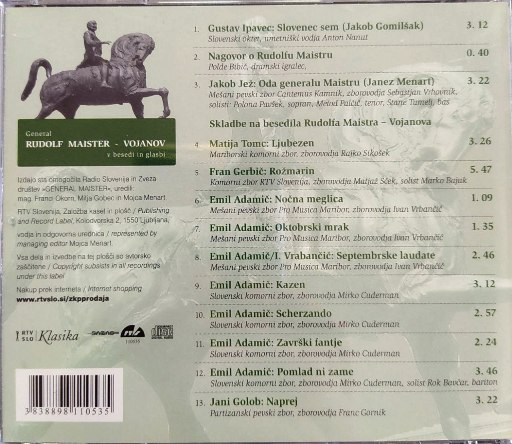 General
RUDOLF MAISTER - VOJANOV
v besedi in glasbi
Izdajo sta omogočila Radio Slovenija in Zveza
društev »GENERAL MAISTER«, uredili
mag. Franci Okorn, Milja Gobec in Mojca Menart
RTV Slovenija, Založba kaset in plošč / Publishing
and Record Label, Kolodvorska 2, 1550 Ljubljana,
vodja in odgovorna urednica / represented by
managing editor Mojca Menart
Vsa dela in izvedbe na tej plošči so avtorsko
zaščitene / Copyright subsists in all recordings
under this label
Nakup prek interneta / Internet shopping
www.rtvslo.si/zkpprodaja
RTV SLO Klasika
110535
3838898110535
1. Gustav Ipavec: Slovenec sem (Jakob Gomilšak) 3. 12
Slovenski oktet, umetniški vodja Anton Nanut
2. Nagovor o Rudolfu Maistru 0. 40
Polde Bibič, dramski igralec
3. Jakob Jež: Oda generalu Maistru (Janez Menart) 3. 22
Mešani pevski zbor Cantemus Kamnik, zborovodja Sebastjan Vrhovnik,
solisti: Polona Pavšek, sopran, Metod Palčič, tenor, Stane Tumelj, bas
Skladbe na besedila Rudolfa Maistra – Vojanova
4. Matija Tomc: Ljubezen 3. 26
Mariborski komorni zbor, zborovodja Rajko Sikošek
5. Fran Gerbič: Rožmarin 5. 47
Komorni zbor RTV Slovenija, zborovodja Matjaž Šček, solist Marko Bajuk
6. Emil Adamič: Nočna meglica 1. 09
Mešani pevski zbor Pro Musica Maribor, zborovodja Ivan Vrbančič
7. Emil Adamič: Oktobrski mrak 1. 35
Mešani pevski zbor Pro Musica Maribor, zborovodja Ivan Vrbančič
8. Emil Adamič/I. Vrabančič: Septembrske laudate 2. 46
Mešani pevski zbor Pro Musica Maribor, zborovodja Ivan Vrbančič
9. Emil Adamič: Kazen 3. 12
Slovenski komorni zbor, zborovodja Mirko Cuderman
10. Emil Adamič: Scherzando 2. 57
Slovenski komorni zbor, zborovodja Mirko Cuderman
11. Emil Adamič: Završki fantje 2. 24
Slovenski komorni zbor, zborovodja Mirko Cuderman
12. Emil Adamič: Pomlad ni zame 3. 46
Slovenski komorni zbor, zborovodja Mirko Cuderman, solist Rok Bavčar, bariton
13. Jani Golob: Naprej 3. 22
Partizanski pevski zbor, zborovodja Franc Gornik